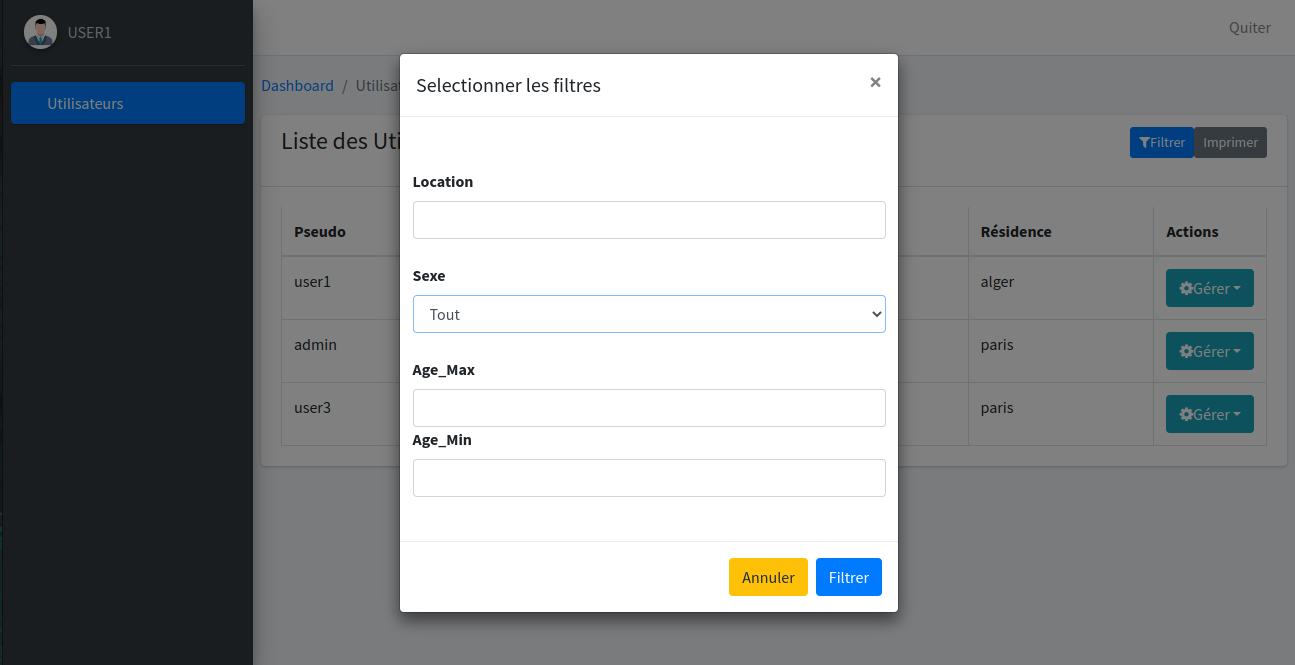 USER1
Quiter
Utilisateurs
Dashboard / Utilisa
Liste des Uti
Filtrer
Imprimer
Selectionner les filtres
×
Location
Sexe
Tout
Age_Max
Age_Min
Annuler
Filtrer
Pseudo
Résidence
Actions
user1
alger
Gérer
admin
paris
Gérer
user3
paris
Gérer